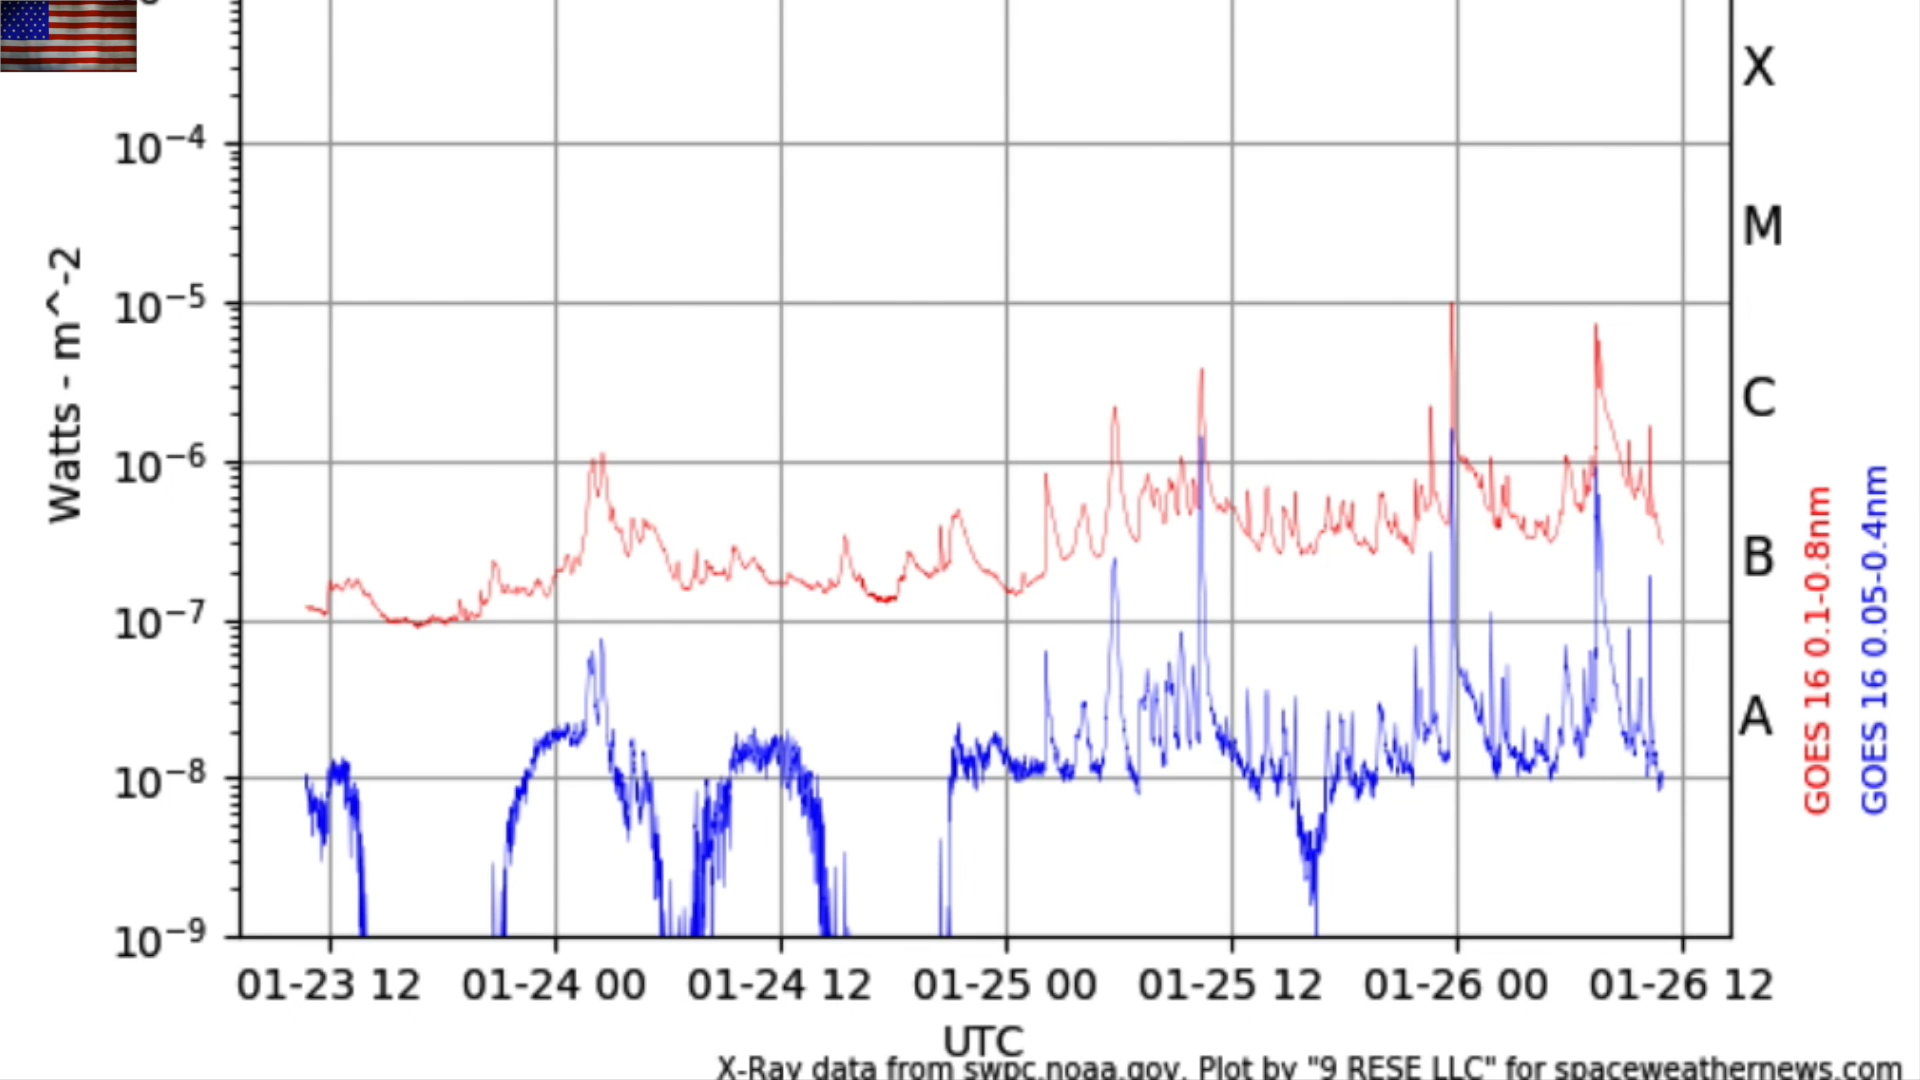 X
10−4
M
10−5
C
10−6
B
10−7
A
10−8
10−9
Watts - m^-2
GOES 16 0.1-0.8nm
GOES 16 0.05-0.4nm
01-23 12 01-24 00 01-24 12 01-25 00 01-25 12 01-26 00 01-26 12
UTC
X-Ray data from swpc.noaa.gov. Plot by "9 RESE LLC" for spaceweathernews.com